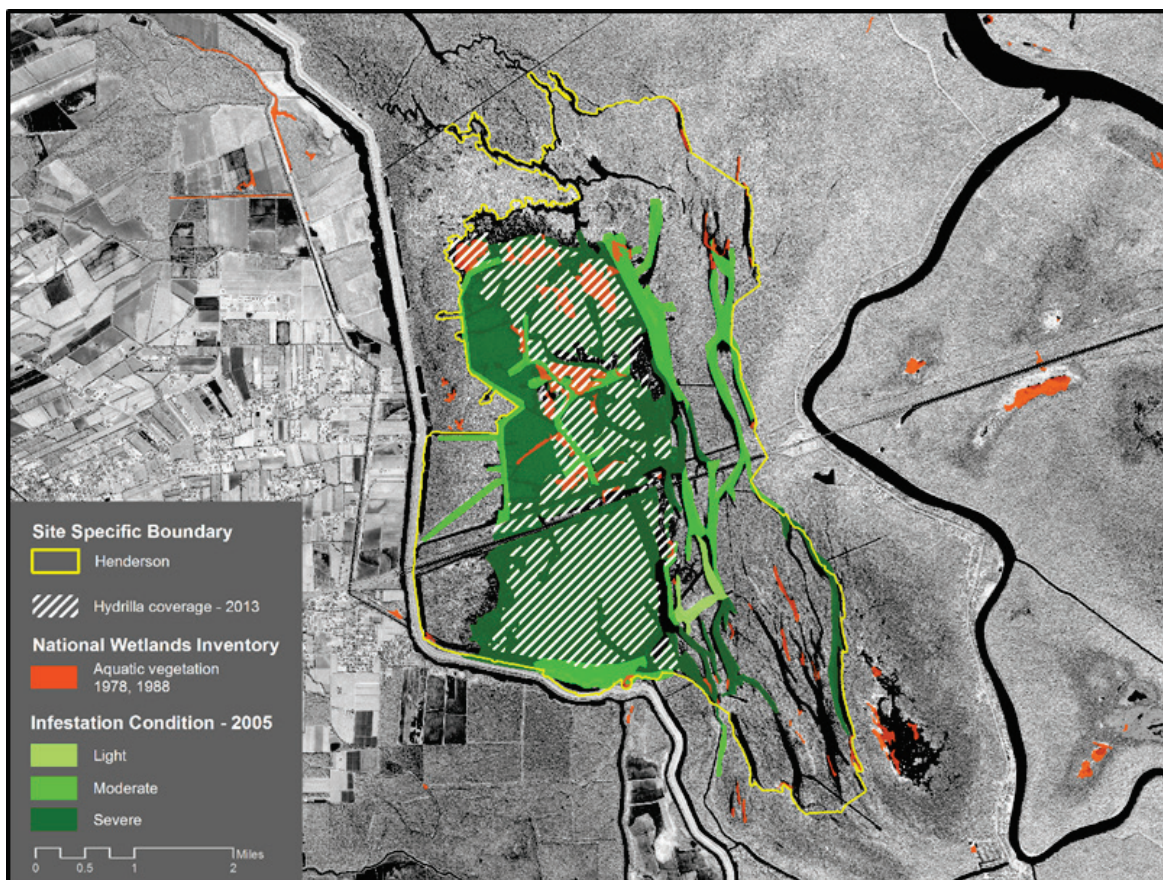 Site Specific Boundary
Henderson
Hydrilla coverage - 2013
National Wetlands Inventory
Aquatic vegetation
1978, 1988
Infestation Condition - 2005
Light
Moderate
Severe
Miles
0 0.5 1 2